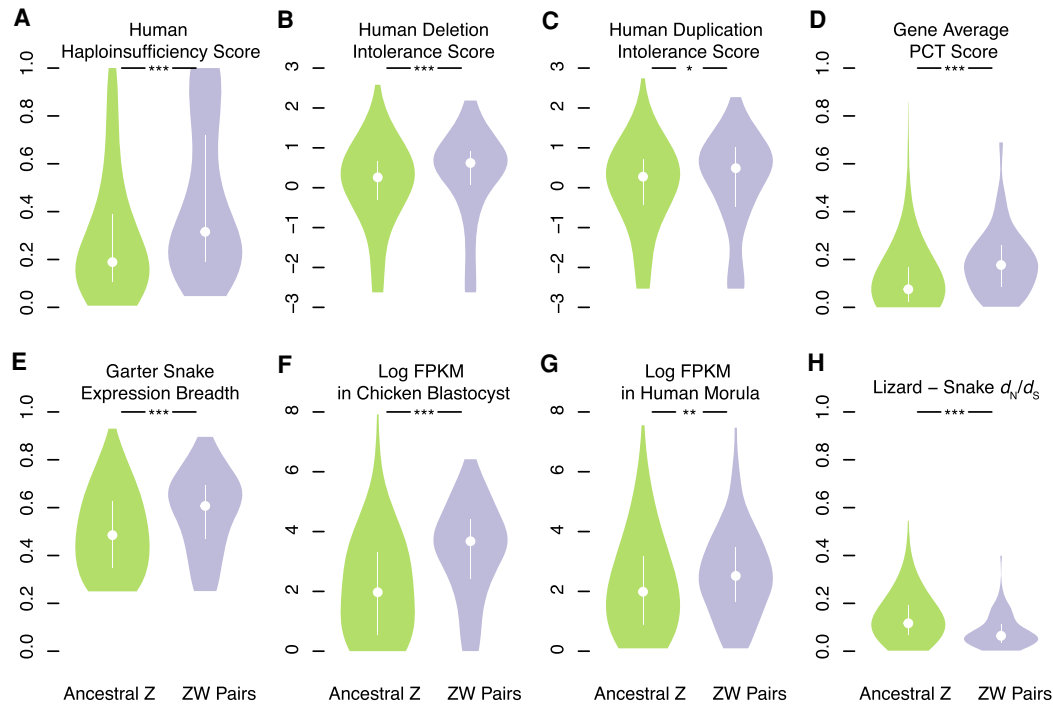 A
Human
Haploinsufficiency Score
***
1.0
0.8
0.6
0.4
0.2
0.0
B
Human Deletion
Intolerance Score
***
3
2
1
0
−1
−2
−3
C
Human Duplication
Intolerance Score
*
3
2
1
0
−1
−2
−3
D
Gene Average
PCT Score
***
1.0
0.8
0.6
0.4
0.2
0.0
E
Garter Snake
Expression Breadth
***
1.0
0.8
0.6
0.4
0.2
0.0
F
Log FPKM
in Chicken Blastocyst
***
8
6
4
2
0
G
Log FPKM
in Human Morula
**
8
6
4
2
0
H
Lizard − Snake dN/dS
***
1.0
0.8
0.6
0.4
0.2
0.0
Ancestral Z ZW Pairs
Ancestral Z ZW Pairs
Ancestral Z ZW Pairs
Ancestral Z ZW Pairs